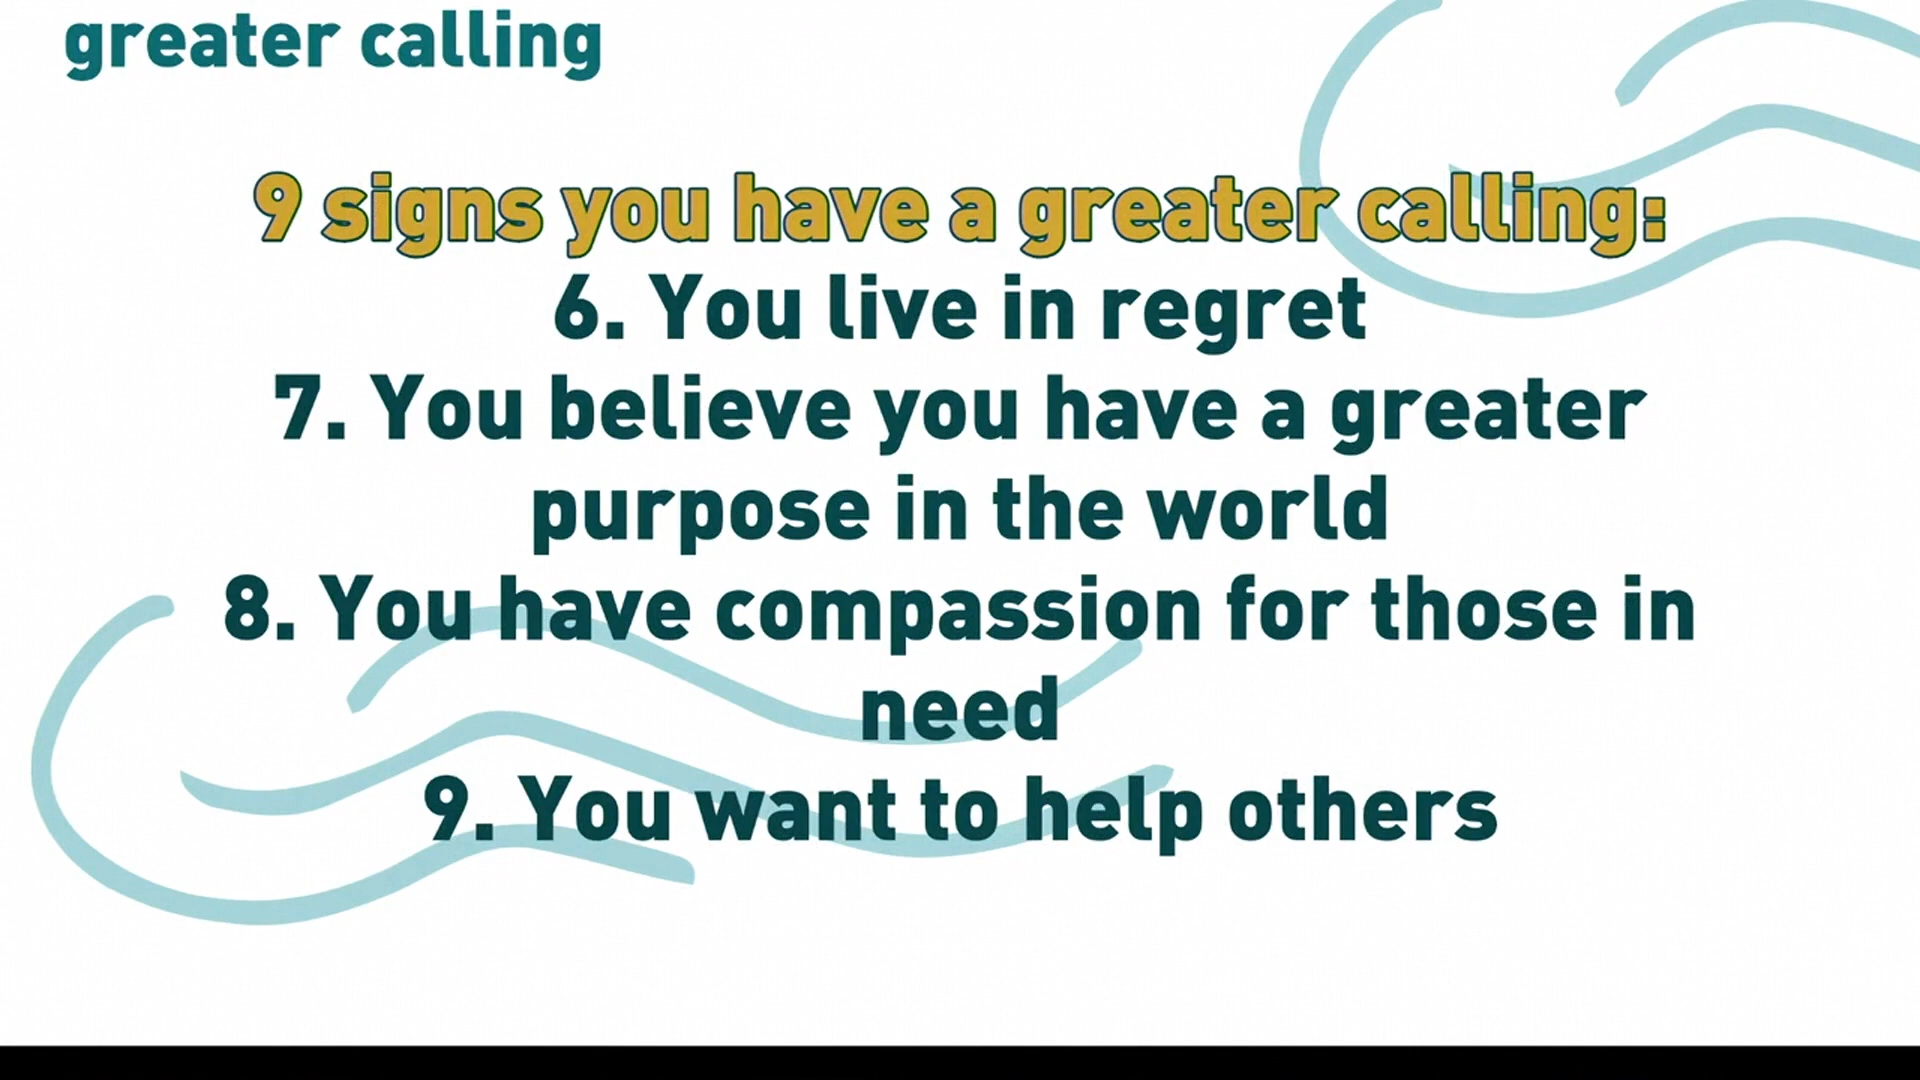 greater calling
9 signs you have a greater calling:
6. You live in regret
7. You believe you have a greater
purpose in the world
8. You have compassion for those in
need
9. You want to help others